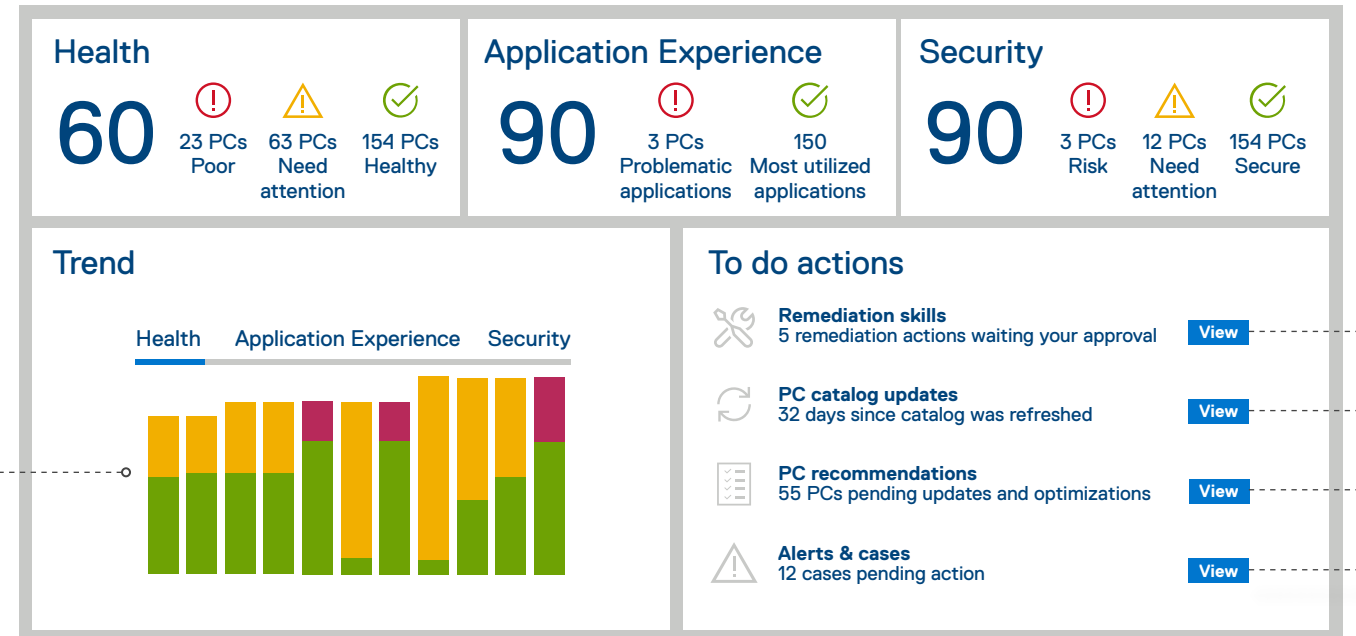 Health
60
23 PCs
Poor
63 PCs
Need
attention
154 PCs
Healthy
Application Experience
90
3 PCs
Problematic
applications
150
Most utilized
applications
Security
90
3 PCs
Risk
12 PCs
Need
attention
154 PCs
Secure
Trend
Health Application Experience Security
To do actions
Remediation skills
5 remediation actions waiting your approval
View
PC catalog updates
32 days since catalog was refreshed
View
PC recommendations
55 PCs pending updates and optimizations
View
Alerts & cases
12 cases pending action
View